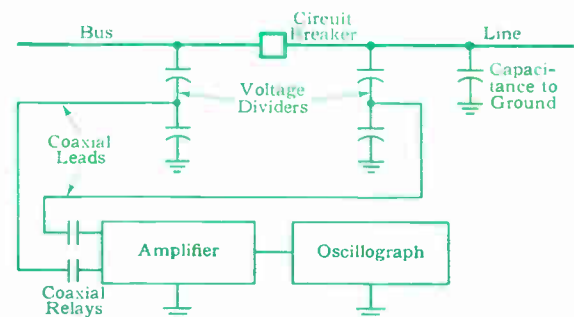 Bus
Circuit
Breaker
Line
Voltage
Dividers
Capaci-
tance to
Ground
Coaxial
Leads
Amplifier
Oscillograph
Coaxial
Relays